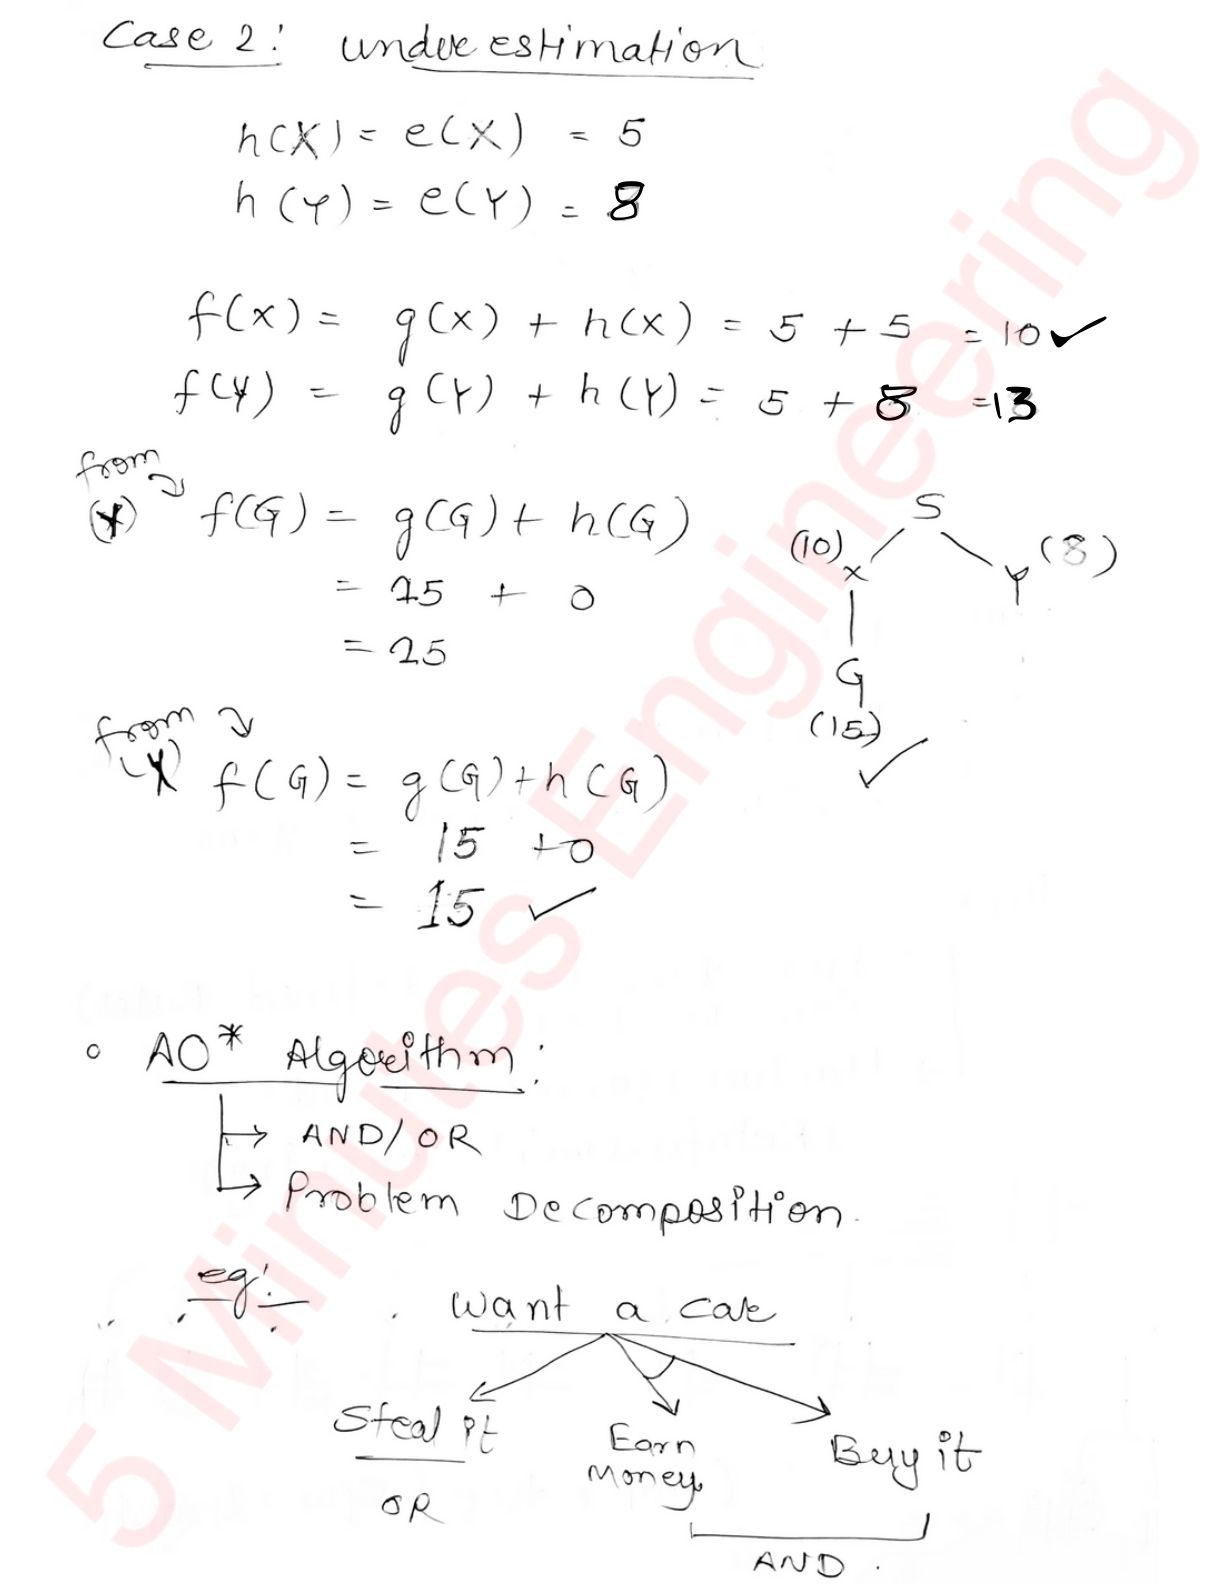 Case 2: underestimation
h(X) = e(X) = 5
h(Y) = e(Y) = 8
f(X) = g(X) + h(X) = 5 + 5 = 10 ✓
f(Y) = g(Y) + h(Y) = 5 + 8 = 13
from
f(G) = g(G) + h(G)
= 25 + 0
= 25
S
(10) X
Y (8)
G
(15) ✓
from
f(G) = g(G) + h(G)
= 15 + 0
= 15 ✓
AO* Algorithm:
→ AND/OR
→ Problem Decomposition.
eg:
Want a car
Steal it
Earn Money
Buy it
OR
AND.
5 Minutes Engineering